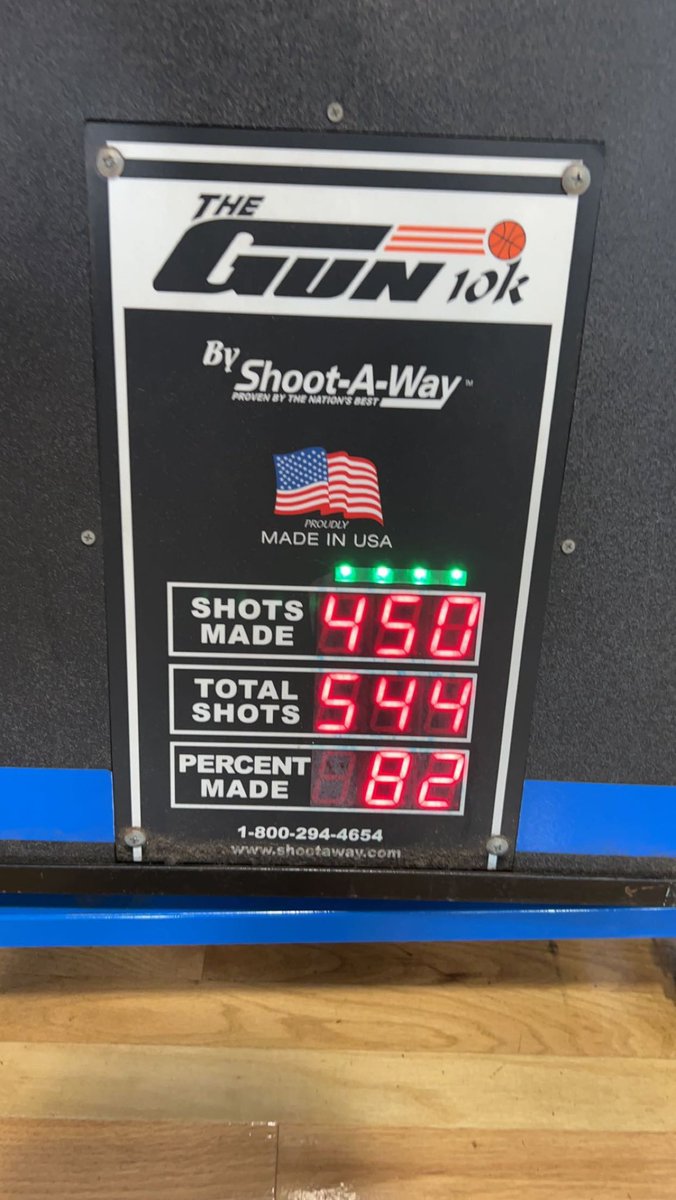 THE
GUN 10k
By Shoot-A-Way™
PROVEN BY THE NATION'S BEST
PROUDLY
MADE IN USA
SHOTS MADE 450
TOTAL SHOTS 544
PERCENT MADE 82
1-800-294-4654
www.shootaway.com